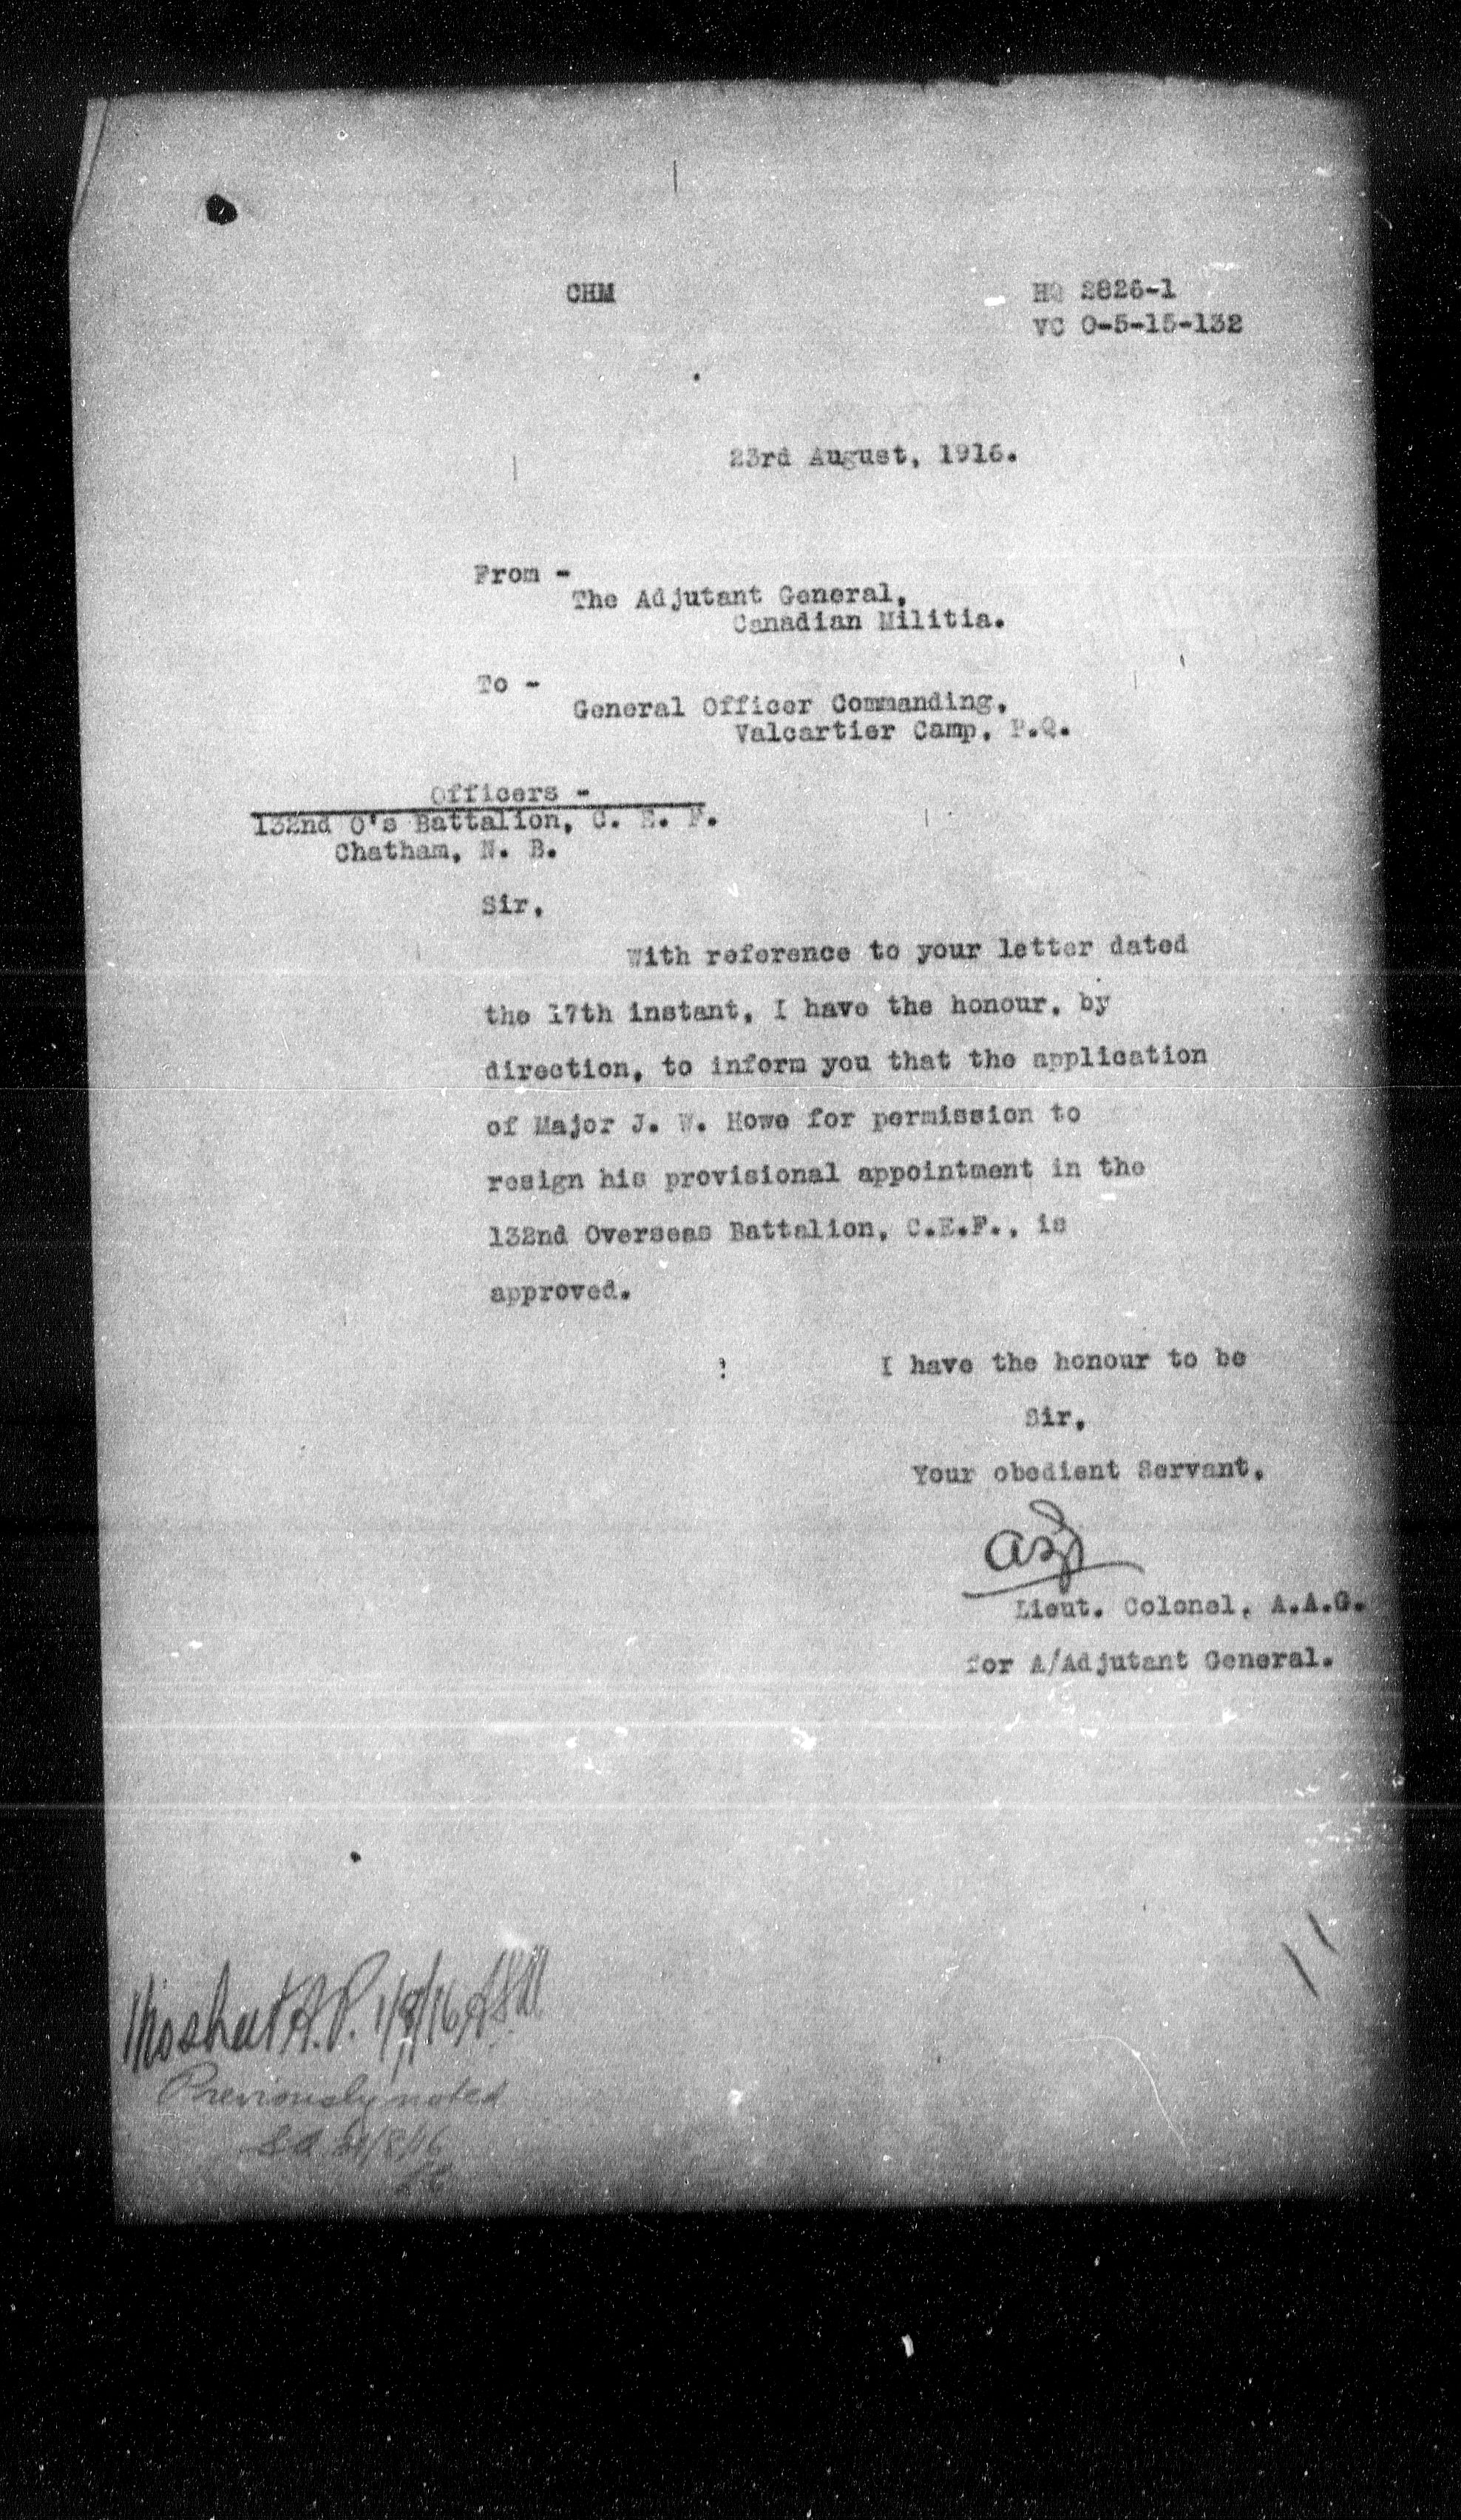 CHM
HQ 2826-1
VC O-5-15-132
23rd August, 1916.
From -
The Adjutant General,
Canadian Militia.
To -
General Officer Commanding,
Valcartier Camp, P.Q.
Officers -
132nd O's Battalion, C. E. F.
Chatham, N. B.
Sir,
With reference to your letter dated
the 17th instant, I have the honour, by
direction, to inform you that the application
of Major J. W. Howe for permission to
resign his provisional appointment in the
132nd Overseas Battalion, C.E.F., is
approved.
I have the honour to be
Sir,
Your obedient Servant,
Lieut. Colonel, A.A.G.
for A/Adjutant General.
Previously noted